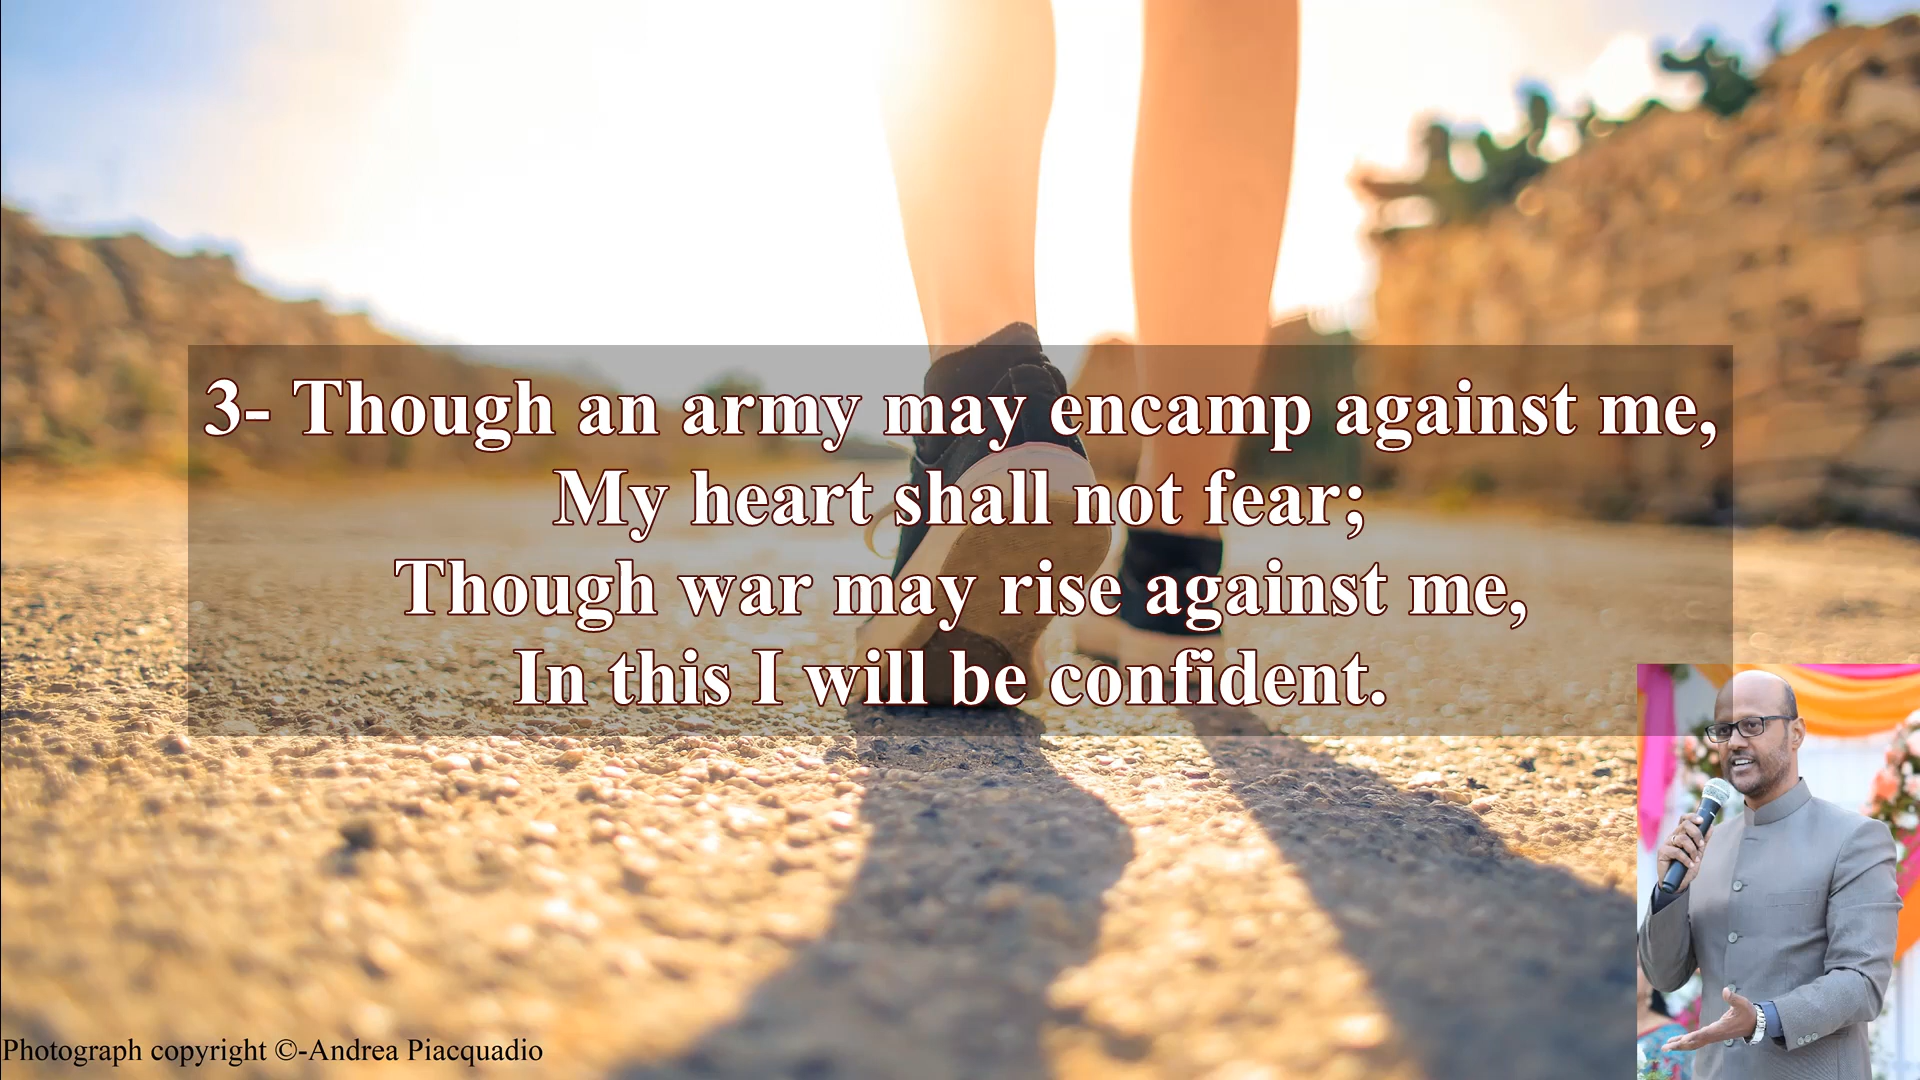 3- Though an army may encamp against me,
My heart shall not fear;
Though war may rise against me,
In this I will be confident.
Photograph copyright ©-Andrea Piacquadio